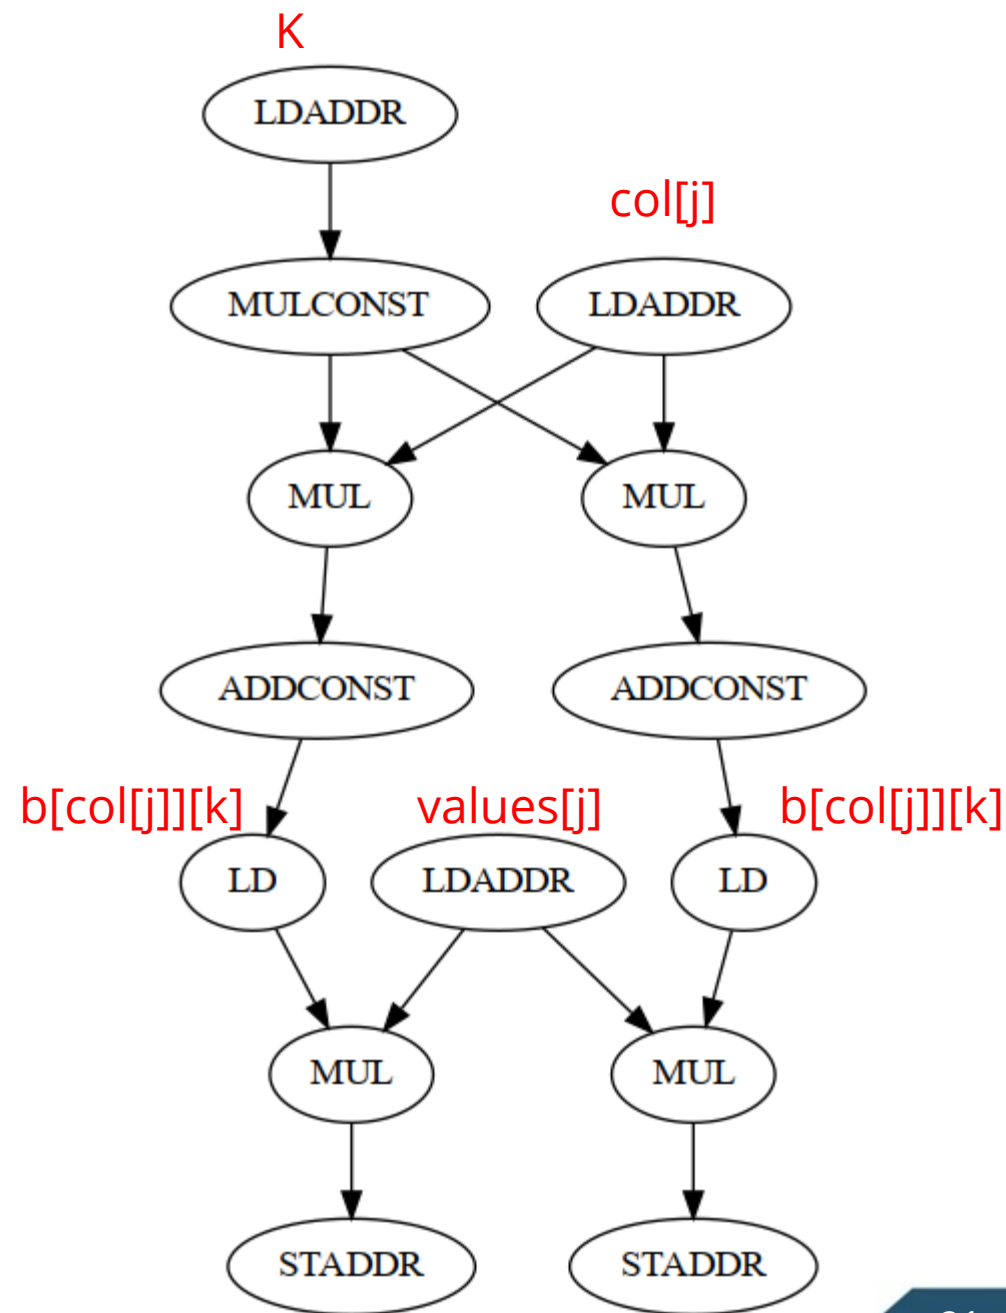 K
LDADDR
col[j]
MULCONST LDADDR
MUL MUL
ADDCONST ADDCONST
b[col[j]][k] values[j] b[col[j]][k]
LD LDADDR LD
MUL MUL
STADDR STADDR